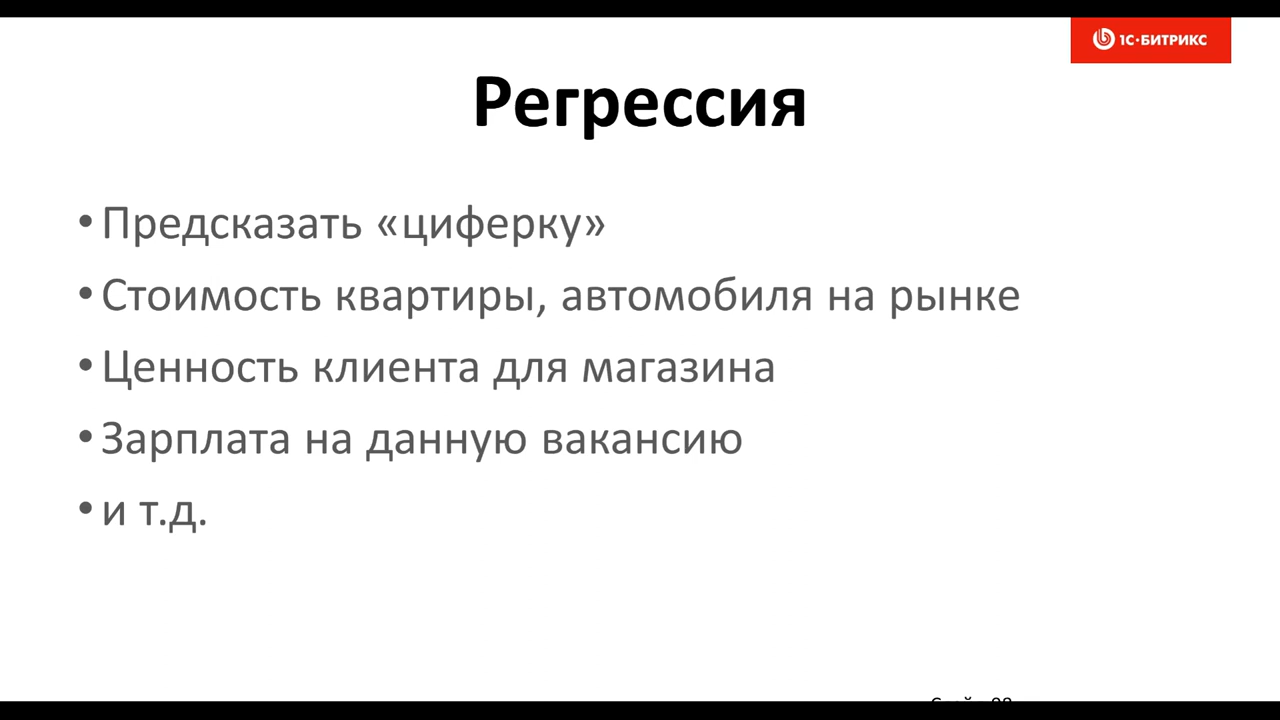 1С·БИТРИКС
Регрессия
• Предсказать «циферку»
• Стоимость квартиры, автомобиля на рынке
• Ценность клиента для магазина
• Зарплата на данную вакансию
• и т.д.